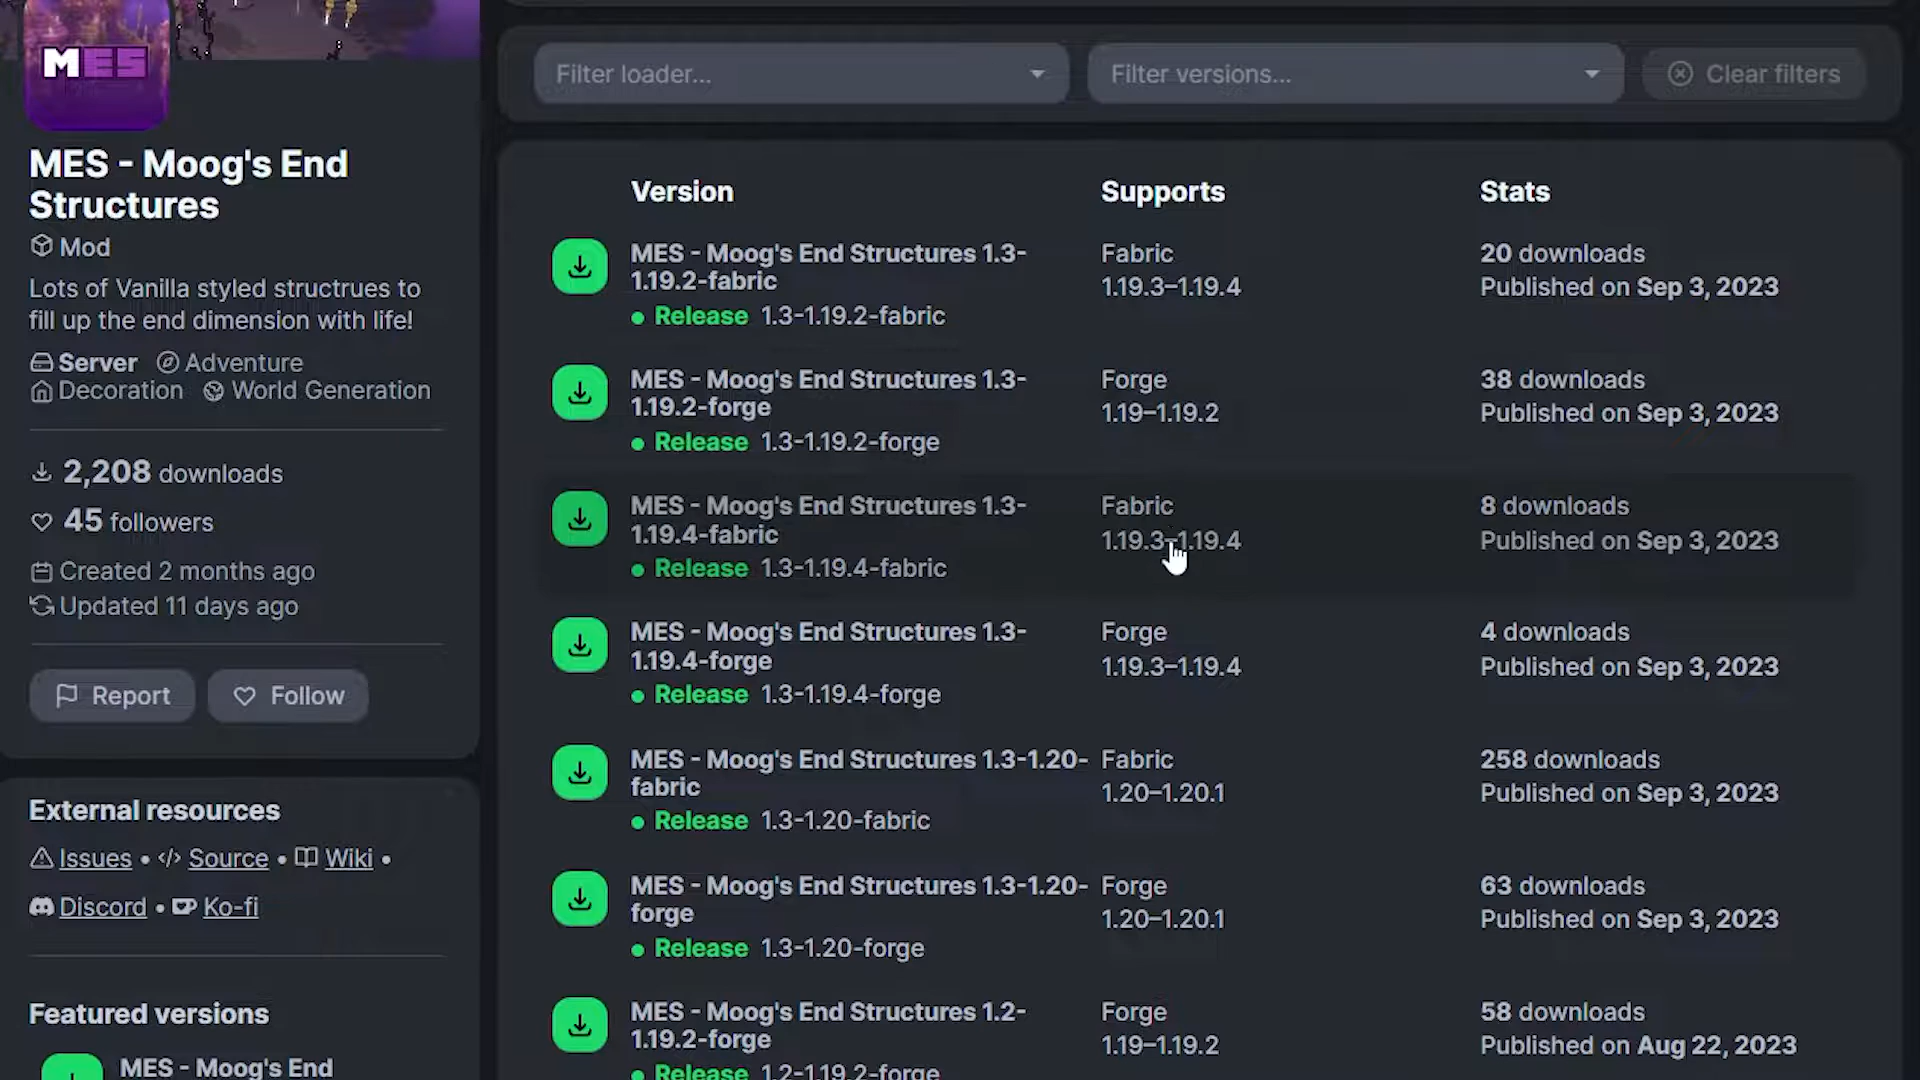 MES
MES - Moog's End
Structures
Mod
Lots of Vanilla styled structrues to
fill up the end dimension with life!
Server Adventure
Decoration World Generation
2,208 downloads
45 followers
Created 2 months ago
Updated 11 days ago
Report Follow
External resources
Issues • Source • Wiki •
Discord • Ko-fi
Featured versions
MES - Moog's End
Filter loader... Filter versions... Clear filters
Version Supports Stats
MES - Moog's End Structures 1.3-
1.19.2-fabric
Release 1.3-1.19.2-fabric
Fabric
1.19.3–1.19.4
20 downloads
Published on Sep 3, 2023
MES - Moog's End Structures 1.3-
1.19.2-forge
Release 1.3-1.19.2-forge
Forge
1.19–1.19.2
38 downloads
Published on Sep 3, 2023
MES - Moog's End Structures 1.3-
1.19.4-fabric
Release 1.3-1.19.4-fabric
Fabric
1.19.3–1.19.4
8 downloads
Published on Sep 3, 2023
MES - Moog's End Structures 1.3-
1.19.4-forge
Release 1.3-1.19.4-forge
Forge
1.19.3–1.19.4
4 downloads
Published on Sep 3, 2023
MES - Moog's End Structures 1.3-1.20-
fabric
Release 1.3-1.20-fabric
Fabric
1.20–1.20.1
258 downloads
Published on Sep 3, 2023
MES - Moog's End Structures 1.3-1.20-
forge
Release 1.3-1.20-forge
Forge
1.20–1.20.1
63 downloads
Published on Sep 3, 2023
MES - Moog's End Structures 1.2-
1.19.2-forge
Release 1.2-1.19.2-forge
Forge
1.19–1.19.2
58 downloads
Published on Aug 22, 2023